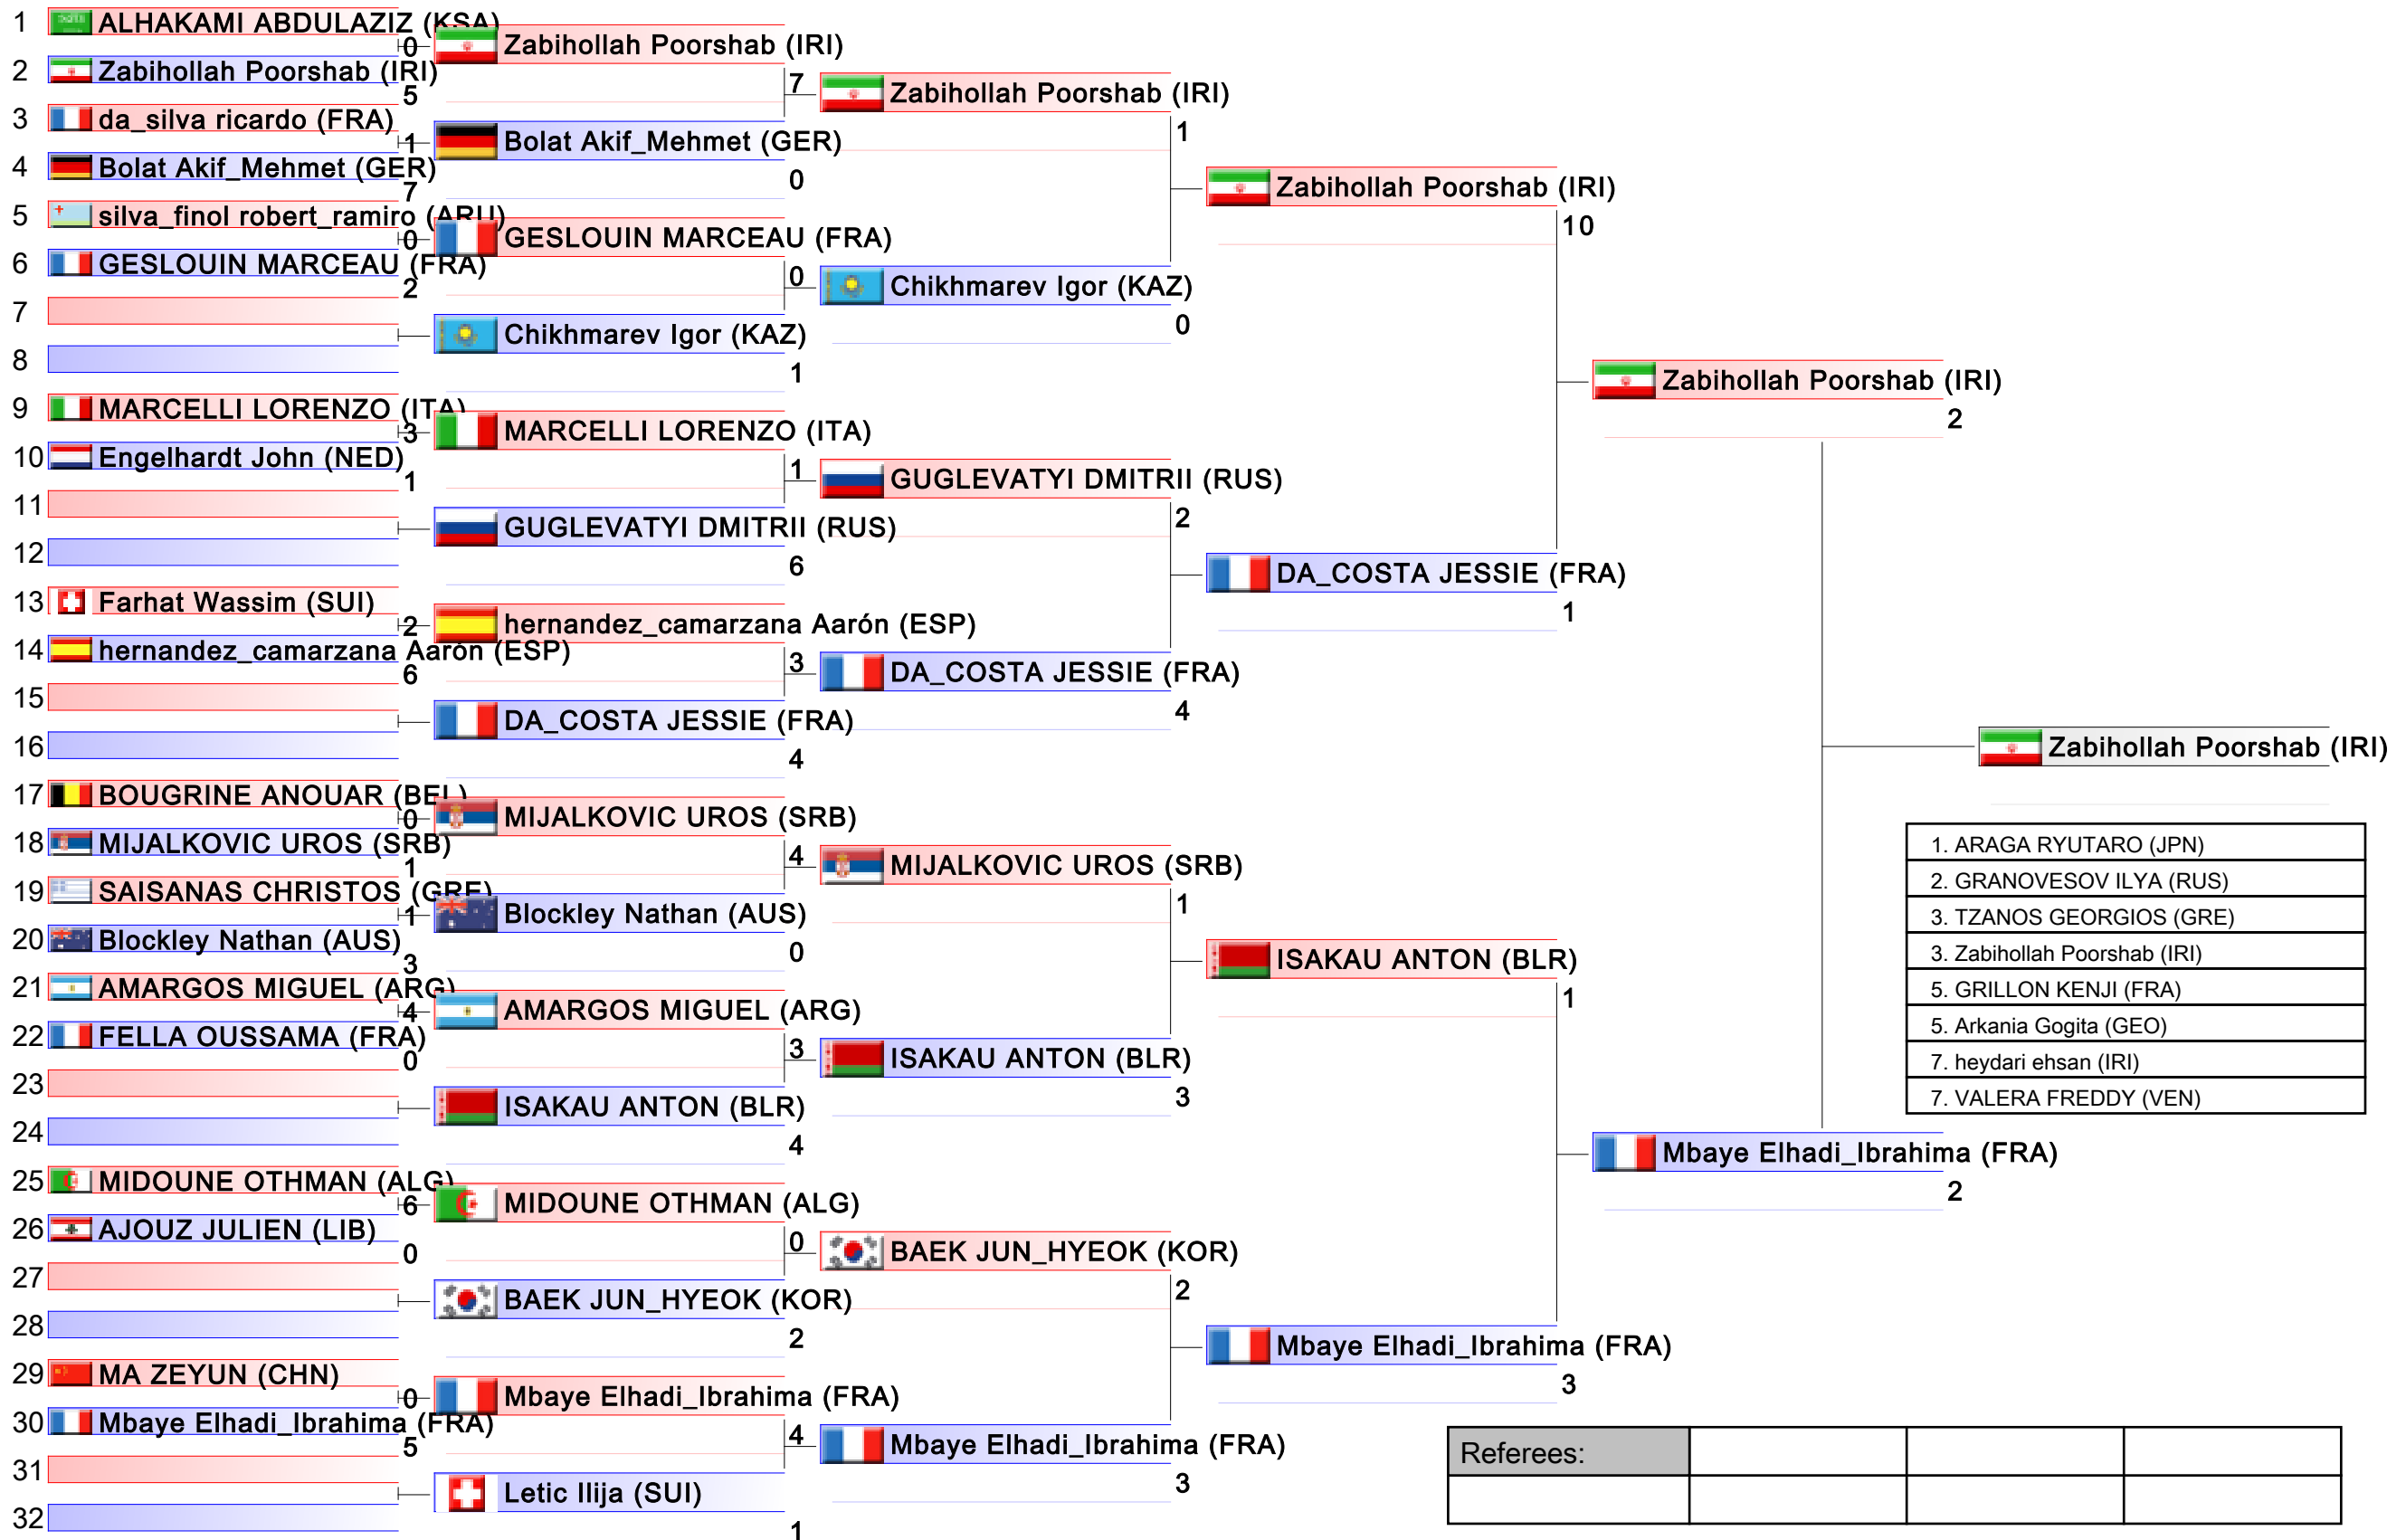 1 ALHAKAMI ABDULAZIZ (KSA)
0
2 Zabihollah Poorshab (IRI)
5
3 da_silva ricardo (FRA)
1
4 Bolat Akif_Mehmet (GER)
7
5 silva_finol robert_ramiro (ARU)
0
6 GESLOUIN MARCEAU (FRA)
2
7
8
9 MARCELLI LORENZO (ITA)
3
10 Engelhardt John (NED)
1
11
12
13 Farhat Wassim (SUI)
2
14 hernandez_camarzana Aarón (ESP)
6
15
16
17 BOUGRINE ANOUAR (BEL)
0
18 MIJALKOVIC UROS (SRB)
1
19 SAISANAS CHRISTOS (GRE)
1
20 Blockley Nathan (AUS)
3
21 AMARGOS MIGUEL (ARG)
4
22 FELLA OUSSAMA (FRA)
0
23
24
25 MIDOUNE OTHMAN (ALG)
6
26 AJOUZ JULIEN (LIB)
0
27
28
29 MA ZEYUN (CHN)
0
30 Mbaye Elhadi_Ibrahima (FRA)
5
31
32
Zabihollah Poorshab (IRI)
7
Bolat Akif_Mehmet (GER)
0
GESLOUIN MARCEAU (FRA)
0
Chikhmarev Igor (KAZ)
1
MARCELLI LORENZO (ITA)
1
GUGLEVATYI DMITRII (RUS)
6
hernandez_camarzana Aarón (ESP)
3
DA_COSTA JESSIE (FRA)
4
MIJALKOVIC UROS (SRB)
4
Blockley Nathan (AUS)
0
AMARGOS MIGUEL (ARG)
3
ISAKAU ANTON (BLR)
4
MIDOUNE OTHMAN (ALG)
0
BAEK JUN_HYEOK (KOR)
2
Mbaye Elhadi_Ibrahima (FRA)
4
Letic Ilija (SUI)
1
Zabihollah Poorshab (IRI)
1
Chikhmarev Igor (KAZ)
0
GUGLEVATYI DMITRII (RUS)
2
DA_COSTA JESSIE (FRA)
4
MIJALKOVIC UROS (SRB)
1
ISAKAU ANTON (BLR)
3
BAEK JUN_HYEOK (KOR)
2
Mbaye Elhadi_Ibrahima (FRA)
3
Zabihollah Poorshab (IRI)
10
DA_COSTA JESSIE (FRA)
1
ISAKAU ANTON (BLR)
1
Mbaye Elhadi_Ibrahima (FRA)
3
Zabihollah Poorshab (IRI)
2
Mbaye Elhadi_Ibrahima (FRA)
2
Zabihollah Poorshab (IRI)
1. ARAGA RYUTARO (JPN)
2. GRANOVESOV ILYA (RUS)
3. TZANOS GEORGIOS (GRE)
3. Zabihollah Poorshab (IRI)
5. GRILLON KENJI (FRA)
5. Arkania Gogita (GEO)
7. heydari ehsan (IRI)
7. VALERA FREDDY (VEN)
Referees: